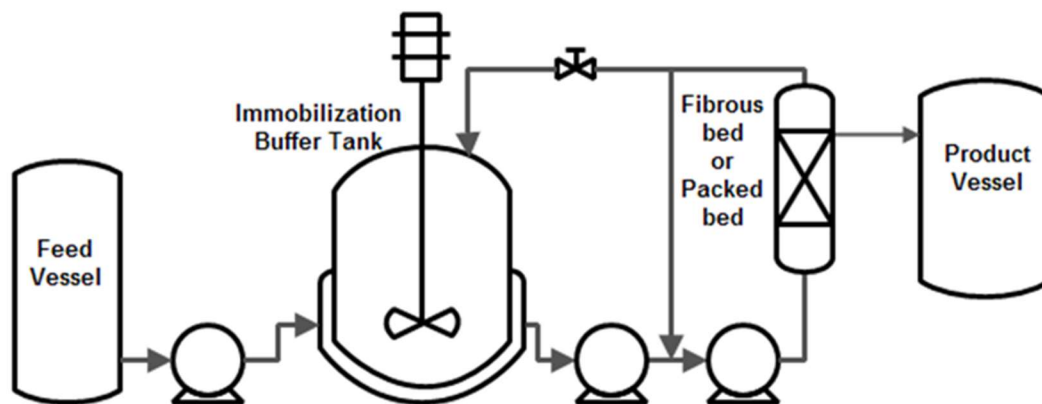 Immobilization
Buffer Tank
Feed
Vessel
Fibrous
bed
or
Packed
bed
Product
Vessel